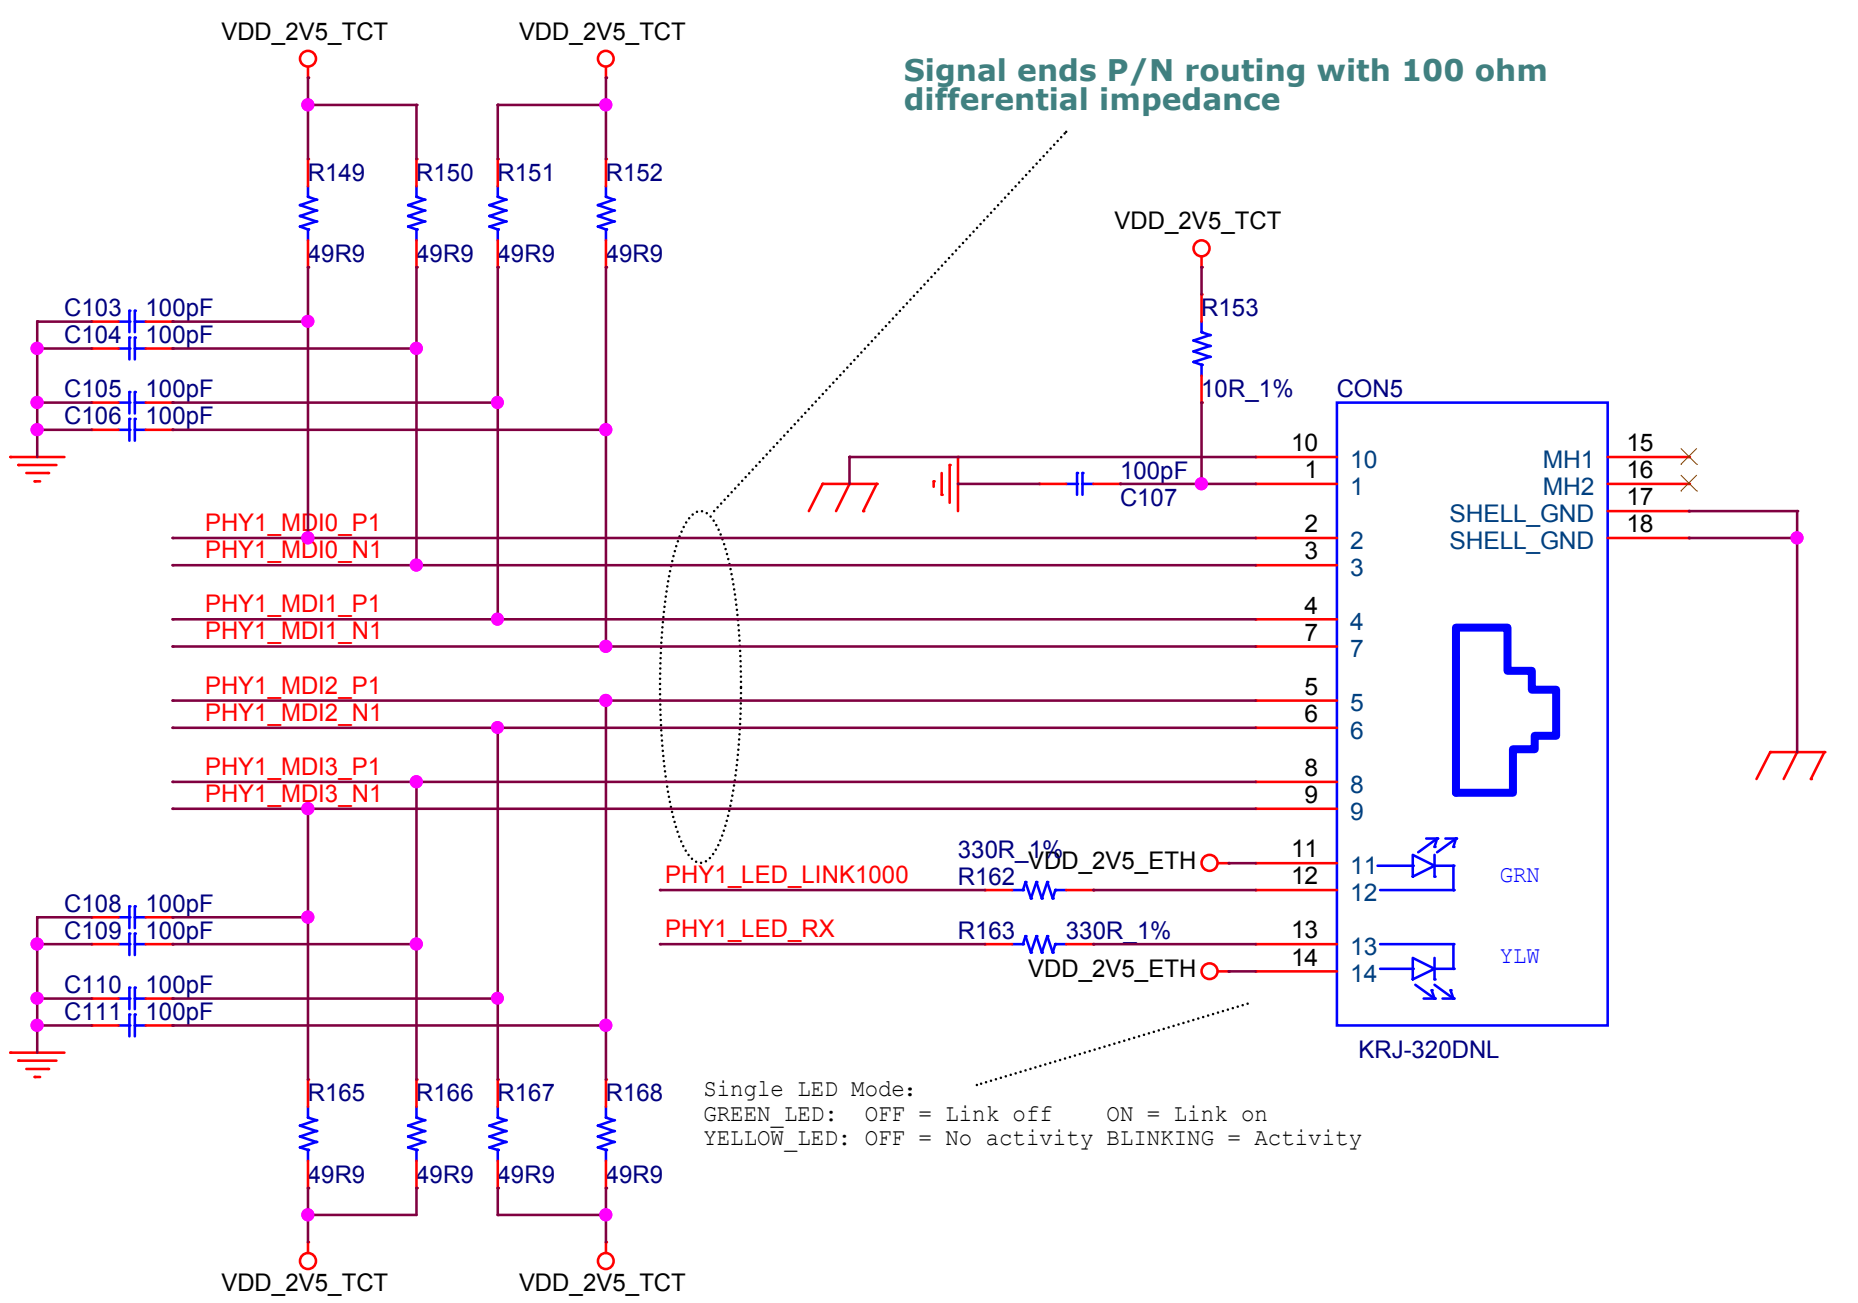 VDD_2V5_TCT
VDD_2V5_TCT
Signal ends P/N routing with 100 ohm
differential impedance
R149
R150
R151
R152
49R9
49R9
49R9
49R9
VDD_2V5_TCT
R153
10R_1%
C103 100pF
C104 100pF
C105 100pF
C106 100pF
CON5
10
10
1
1
100pF
C107
MH1
15
MH2
16
SHELL_GND
17
SHELL_GND
18
PHY1_MDI0_P1
2
2
PHY1_MDI0_N1
3
3
PHY1_MDI1_P1
4
4
PHY1_MDI1_N1
7
7
PHY1_MDI2_P1
5
5
PHY1_MDI2_N1
6
6
PHY1_MDI3_P1
8
8
PHY1_MDI3_N1
9
9
330R_1%
VDD_2V5_ETH
11
11
PHY1_LED_LINK1000
R162
12
12
GRN
PHY1_LED_RX
R163
330R_1%
13
13
YLW
VDD_2V5_ETH
14
14
KRJ-320DNL
C108 100pF
C109 100pF
C110 100pF
C111 100pF
Single LED Mode:
GREEN_LED: OFF = Link off ON = Link on
YELLOW_LED: OFF = No activity BLINKING = Activity
R165
R166
R167
R168
49R9
49R9
49R9
49R9
VDD_2V5_TCT
VDD_2V5_TCT